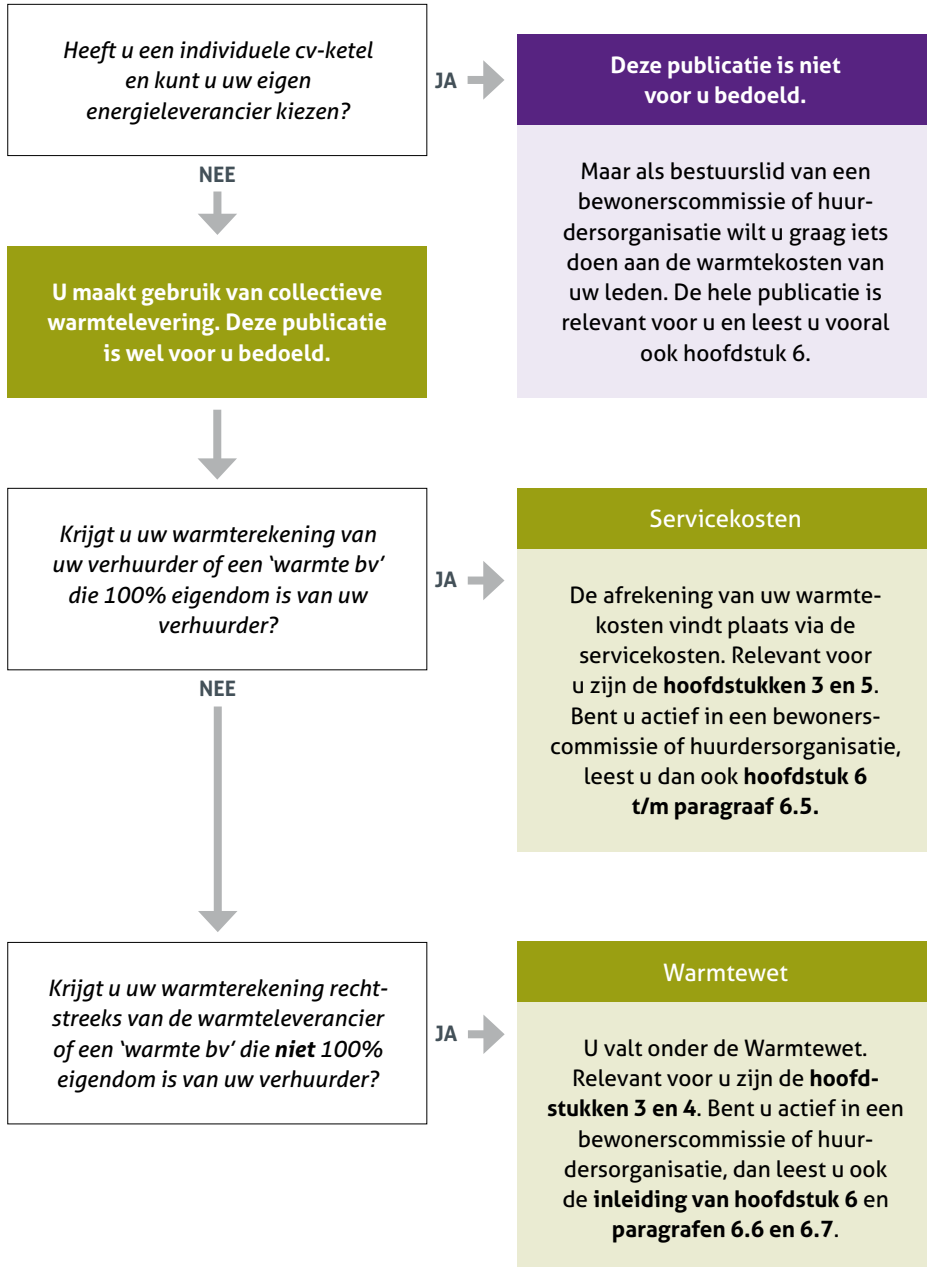 Heeft u een individuele cv-ketel
en kunt u uw eigen
energieleverancier kiezen?
JA
Deze publicatie is niet
voor u bedoeld.
Maar als bestuurslid van een
bewonerscommissie of huur-
dersorganisatie wilt u graag iets
doen aan de warmtekosten van
uw leden. De hele publicatie is
relevant voor u en leest u vooral
ook hoofdstuk 6.
NEE
U maakt gebruik van collectieve
warmtelevering. Deze publicatie
is wel voor u bedoeld.
Krijgt u uw warmterekening van
uw verhuurder of een ‘warmte bv’
die 100% eigendom is van uw
verhuurder?
JA
Servicekosten
De afrekening van uw warmte-
kosten vindt plaats via de
servicekosten. Relevant voor
u zijn de hoofdstukken 3 en 5.
Bent u actief in een bewoners-
commissie of huurdersorganisatie,
leest u dan ook hoofdstuk 6
t/m paragraaf 6.5.
NEE
Krijgt u uw warmterekening recht-
streeks van de warmteleverancier
of een ‘warmte bv’ die niet 100%
eigendom is van uw verhuurder?
JA
Warmtewet
U valt onder de Warmtewet.
Relevant voor u zijn de hoofd-
stukken 3 en 4. Bent u actief in een
bewonerscommissie of huur-
dersorganisatie, dan leest u ook
de inleiding van hoofdstuk 6 en
paragrafen 6.6 en 6.7.